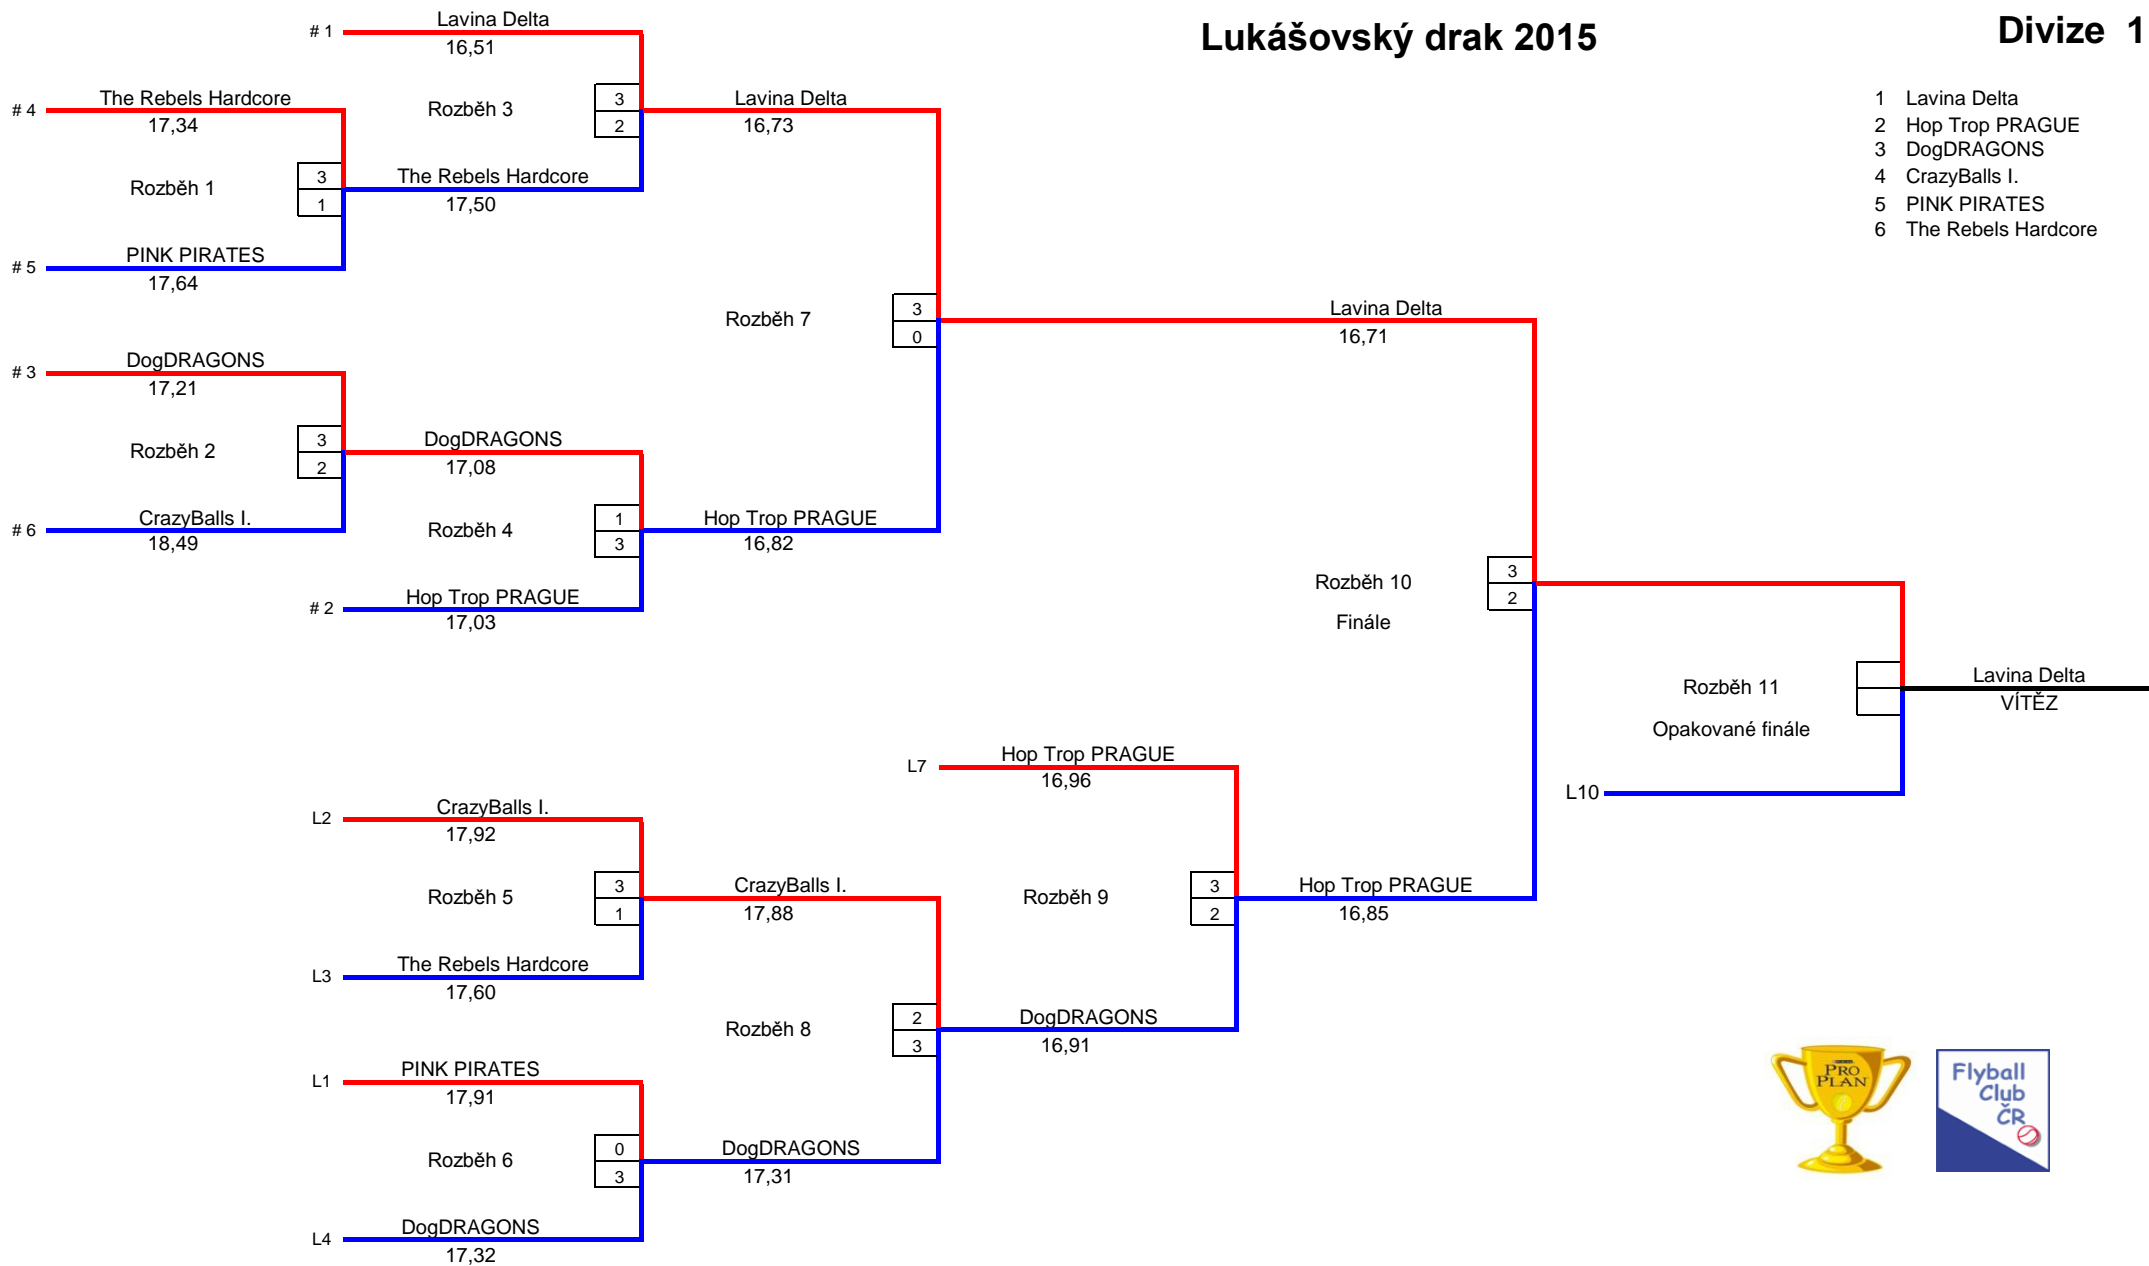 Lukášovský drak 2015
Divize 1
1 Lavina Delta
2 Hop Trop PRAGUE
3 DogDRAGONS
4 CrazyBalls I.
5 PINK PIRATES
6 The Rebels Hardcore
# 1
Lavina Delta
16,51
# 4
The Rebels Hardcore
17,34
Rozběh 1
3
1
# 5
PINK PIRATES
17,64
Rozběh 3
3
2
The Rebels Hardcore
17,50
Lavina Delta
16,73
# 3
DogDRAGONS
17,21
Rozběh 2
3
2
# 6
CrazyBalls I.
18,49
DogDRAGONS
17,08
Rozběh 4
1
3
# 2
Hop Trop PRAGUE
17,03
Hop Trop PRAGUE
16,82
Rozběh 7
3
0
Lavina Delta
16,71
Rozběh 10
Finále
3
2
Rozběh 11
Opakované finále
Lavina Delta
VÍTĚZ
L10
L7
Hop Trop PRAGUE
16,96
Rozběh 9
3
2
Hop Trop PRAGUE
16,85
L2
CrazyBalls I.
17,92
Rozběh 5
3
1
L3
The Rebels Hardcore
17,60
CrazyBalls I.
17,88
Rozběh 8
2
3
DogDRAGONS
16,91
L1
PINK PIRATES
17,91
Rozběh 6
0
3
L4
DogDRAGONS
17,32
DogDRAGONS
17,31
PRO
PLAN
Flyball
Club
ČR